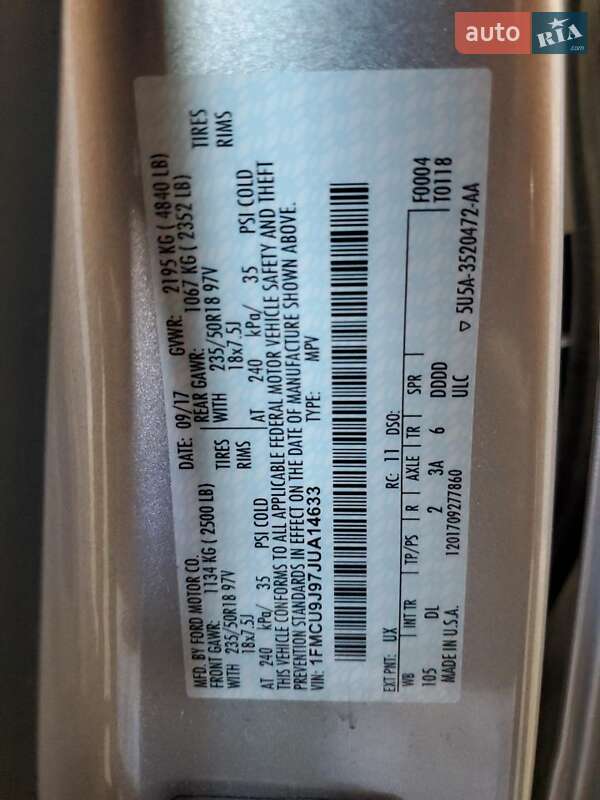 auto RIA.com
MFD. BY FORD MOTOR CO. DATE: 09/17 GVWR: 2195 KG ( 4840 LB)
FRONT GAWR: 1134 KG ( 2500 LB) REAR GAWR: 1067 KG ( 2352 LB)
WITH 235/50R18 97V TIRES WITH 235/50R18 97V TIRES
18x7.5J RIMS 18x7.5J RIMS
AT 240 kPa/ 35 PSI COLD AT 240 kPa/ 35 PSI COLD
THIS VEHICLE CONFORMS TO ALL APPLICABLE FEDERAL MOTOR VEHICLE SAFETY AND THEFT
PREVENTION STANDARDS IN EFFECT ON THE DATE OF MANUFACTURE SHOWN ABOVE.
VIN: 1FMCU9J97JUA14633 TYPE: MPV
EXT PNT: UX RC: 11 DSO: F0004
WB INT TR TP/PS R AXLE TR SPR T0118
105 DL 2 3A 6 DDDD
MADE IN U.S.A. 1201709277860 ULC ▽ 5U5A-3520472-AA